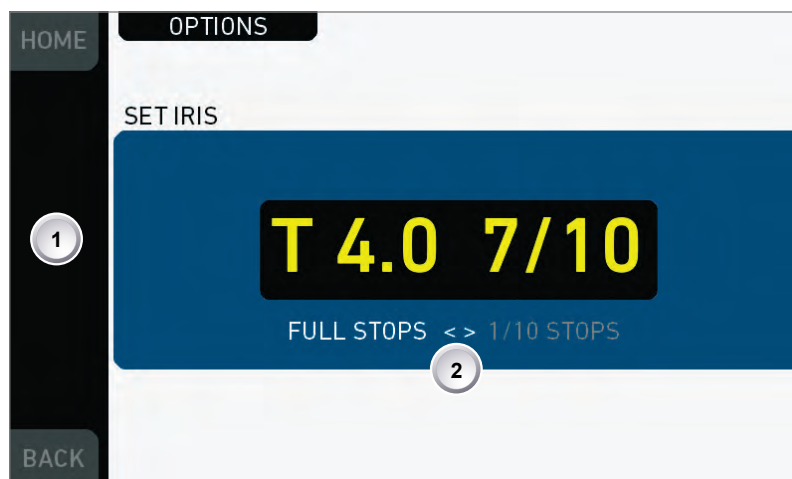 HOME
OPTIONS
SET IRIS
1
T 4.0 7/10
FULL STOPS < > 1/10 STOPS
2
BACK